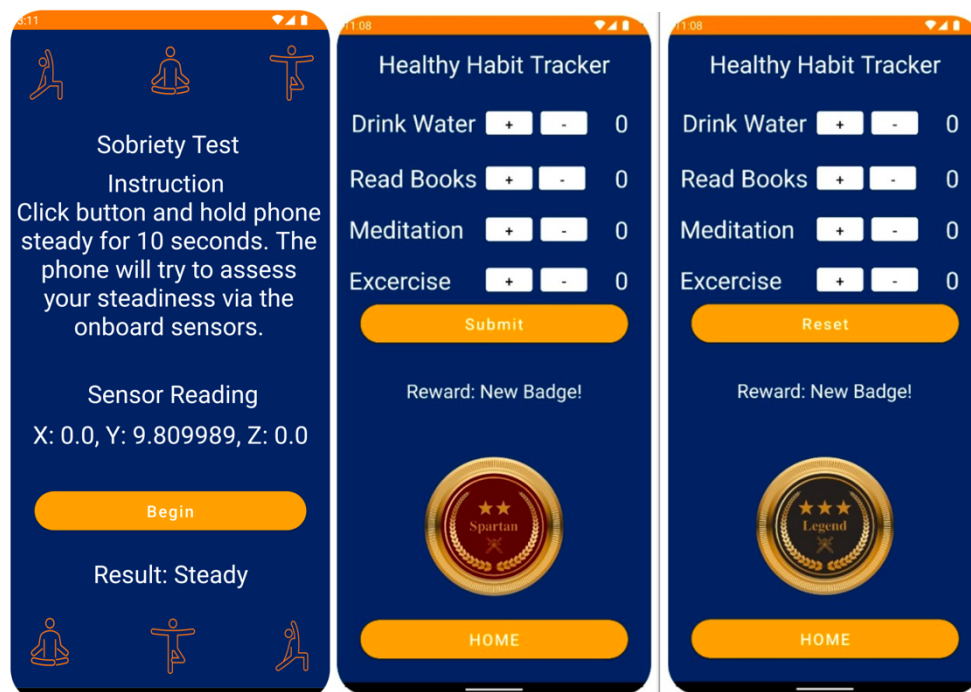 3:11
Sobriety Test
Instruction
Click button and hold phone
steady for 10 seconds. The
phone will try to assess
your steadiness via the
onboard sensors.
Sensor Reading
X: 0.0, Y: 9.809989, Z: 0.0
Begin
Result: Steady
11:08
Healthy Habit Tracker
Drink Water + - 0
Read Books + - 0
Meditation + - 0
Excercise + - 0
Submit
Reward: New Badge!
Spartan
HOME
11:08
Healthy Habit Tracker
Drink Water + - 0
Read Books + - 0
Meditation + - 0
Excercise + - 0
Reset
Reward: New Badge!
Legend
HOME